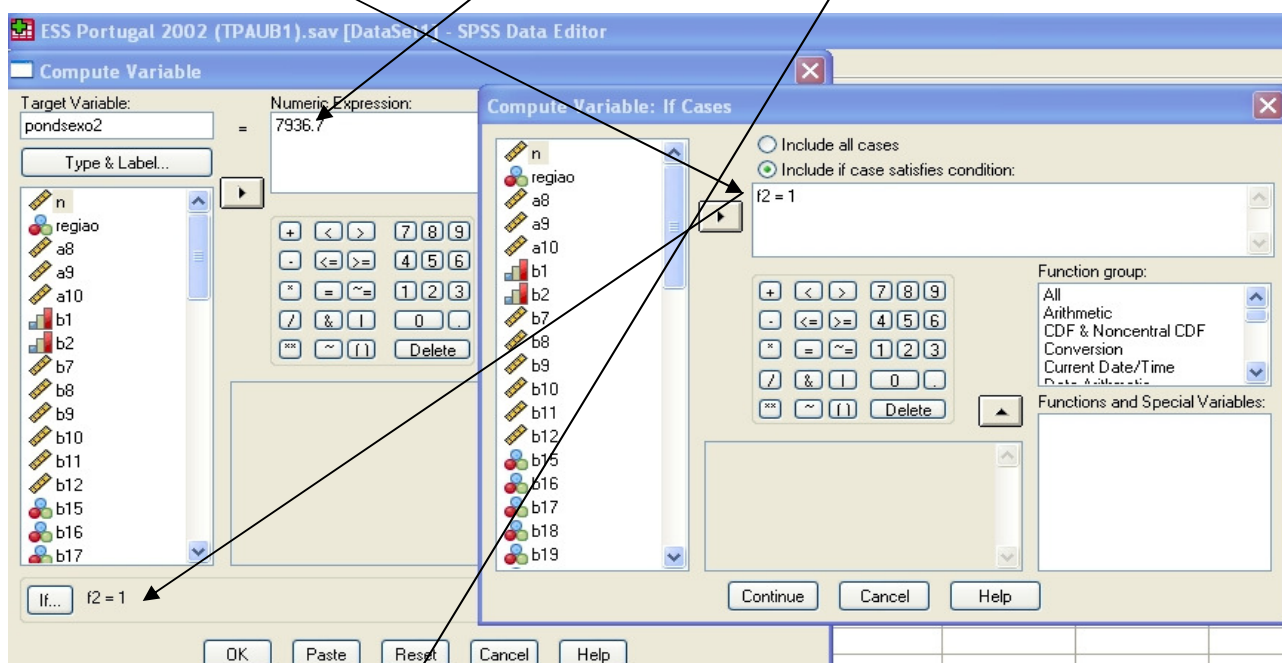 ESS Portugal 2002 (TPAUB1).sav [DataSet1] - SPSS Data Editor
Compute Variable
Target Variable:
pondsexo2
=
Numeric Expression:
7936.7
Type & Label...
n
regiao
a8
a9
a10
b1
b2
b7
b8
b9
b10
b11
b12
b15
b16
b17
+ < > 7 8 9
- <= >= 4 5 6
* = ~= 1 2 3
/ & | 0 .
** ~ () Delete
If... f2 = 1
OK Paste Reset Cancel Help
Compute Variable: If Cases
n
regiao
a8
a9
a10
b1
b2
b7
b8
b9
b10
b11
b12
b15
b16
b17
b18
b19
Include all cases
Include if case satisfies condition:
f2 = 1
+ < > 7 8 9
- <= >= 4 5 6
* = ~= 1 2 3
/ & | 0 .
** ~ () Delete
Function group:
All
Arithmetic
CDF & Noncentral CDF
Conversion
Current Date/Time
Functions and Special Variables:
Continue Cancel Help